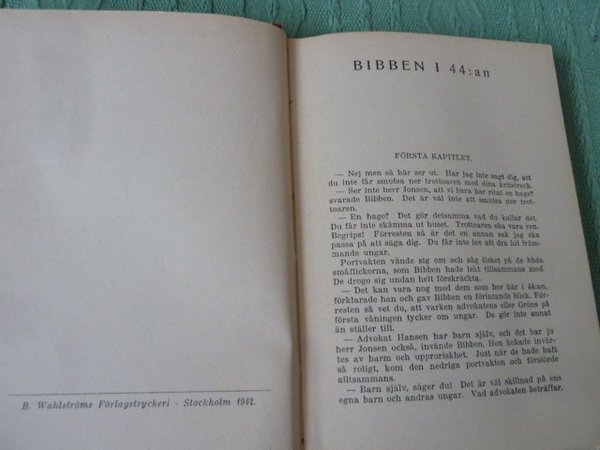 B. Wahlströms Förlagstryckeri - Stockholm 1942.
BIBBEN I 44:an
FÖRSTA KAPITLET.
— Nej men så här ser ut. Har jag inte sagt dig, att
du inte får smutsa ner trottoaren med dina kritstreck.
— Ser inte herr Jonsen, att vi bara har ritat en hage?
svarade Bibben. Det är väl inte att smutsa ner trot-
toaren.
— En hage? Det gör detsamma vad du kallar det.
Du får inte skämma ut huset. Trottoaren ska vara ren.
Begrips! Förresten så är det en annan sak jag ska
passa på att säga dig. Du får inte lov att dra hit främ-
mande ungar.
Portvakten vände sig om och såg ilsket på de båda
småflickorna, som Bibben hade lekt tillsammans med.
De drogo sig undan helt förskräckta.
— Det kan vara nog med dem som bor här i 44:an,
förklarade han och gav Bibben en förintande blick. För-
resten så vet du, att varken advokatens eller Gröns på
första våningen tycker om ungar. De gör inte annat
än ställer till.
— Advokat Hansen har barn själv, och det har ju
herr Jonsen också, invände Bibben. Hon kokade invär-
tes av harm och upproriskhet. Just när de hade haft
så roligt, kom den nedriga portvakten och förstörde
alltsammans.
— Barn själv, säger du! Det är väl skillnad på ens
egna barn och andras ungar. Vad advokaten beträffar,